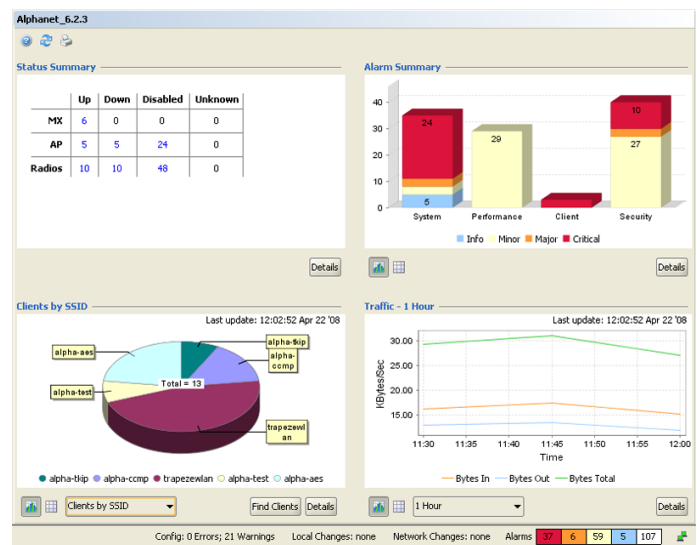 Alphanet_6.2.3
Status Summary
Up Down Disabled Unknown
MX 6 0 0 0
AP 5 5 24 0
Radios 10 10 48 0
Details
Alarm Summary
40
30
20
10
0
24
5
29
10
27
System Performance Client Security
Info Minor Major Critical
Details
Clients by SSID
Last update: 12:02:52 Apr 22 '08
alpha-aes
alpha-test
alpha-tkip
alpha-
ccmp
Total = 13
trapezewl
an
alpha-tkip alpha-ccmp trapezewlan alpha-test alpha-aes
Clients by SSID
Find Clients
Details
Traffic - 1 Hour
Last update: 12:02:52 Apr 22 '08
KBytes/Sec
30.00
25.00
20.00
15.00
11:30 11:35 11:40 11:45 11:50 11:55 12:00
Time
Bytes In Bytes Out Bytes Total
1 Hour
Details
Config: 0 Errors; 21 Warnings Local Changes: none Network Changes: none Alarms 37 6 59 5 107